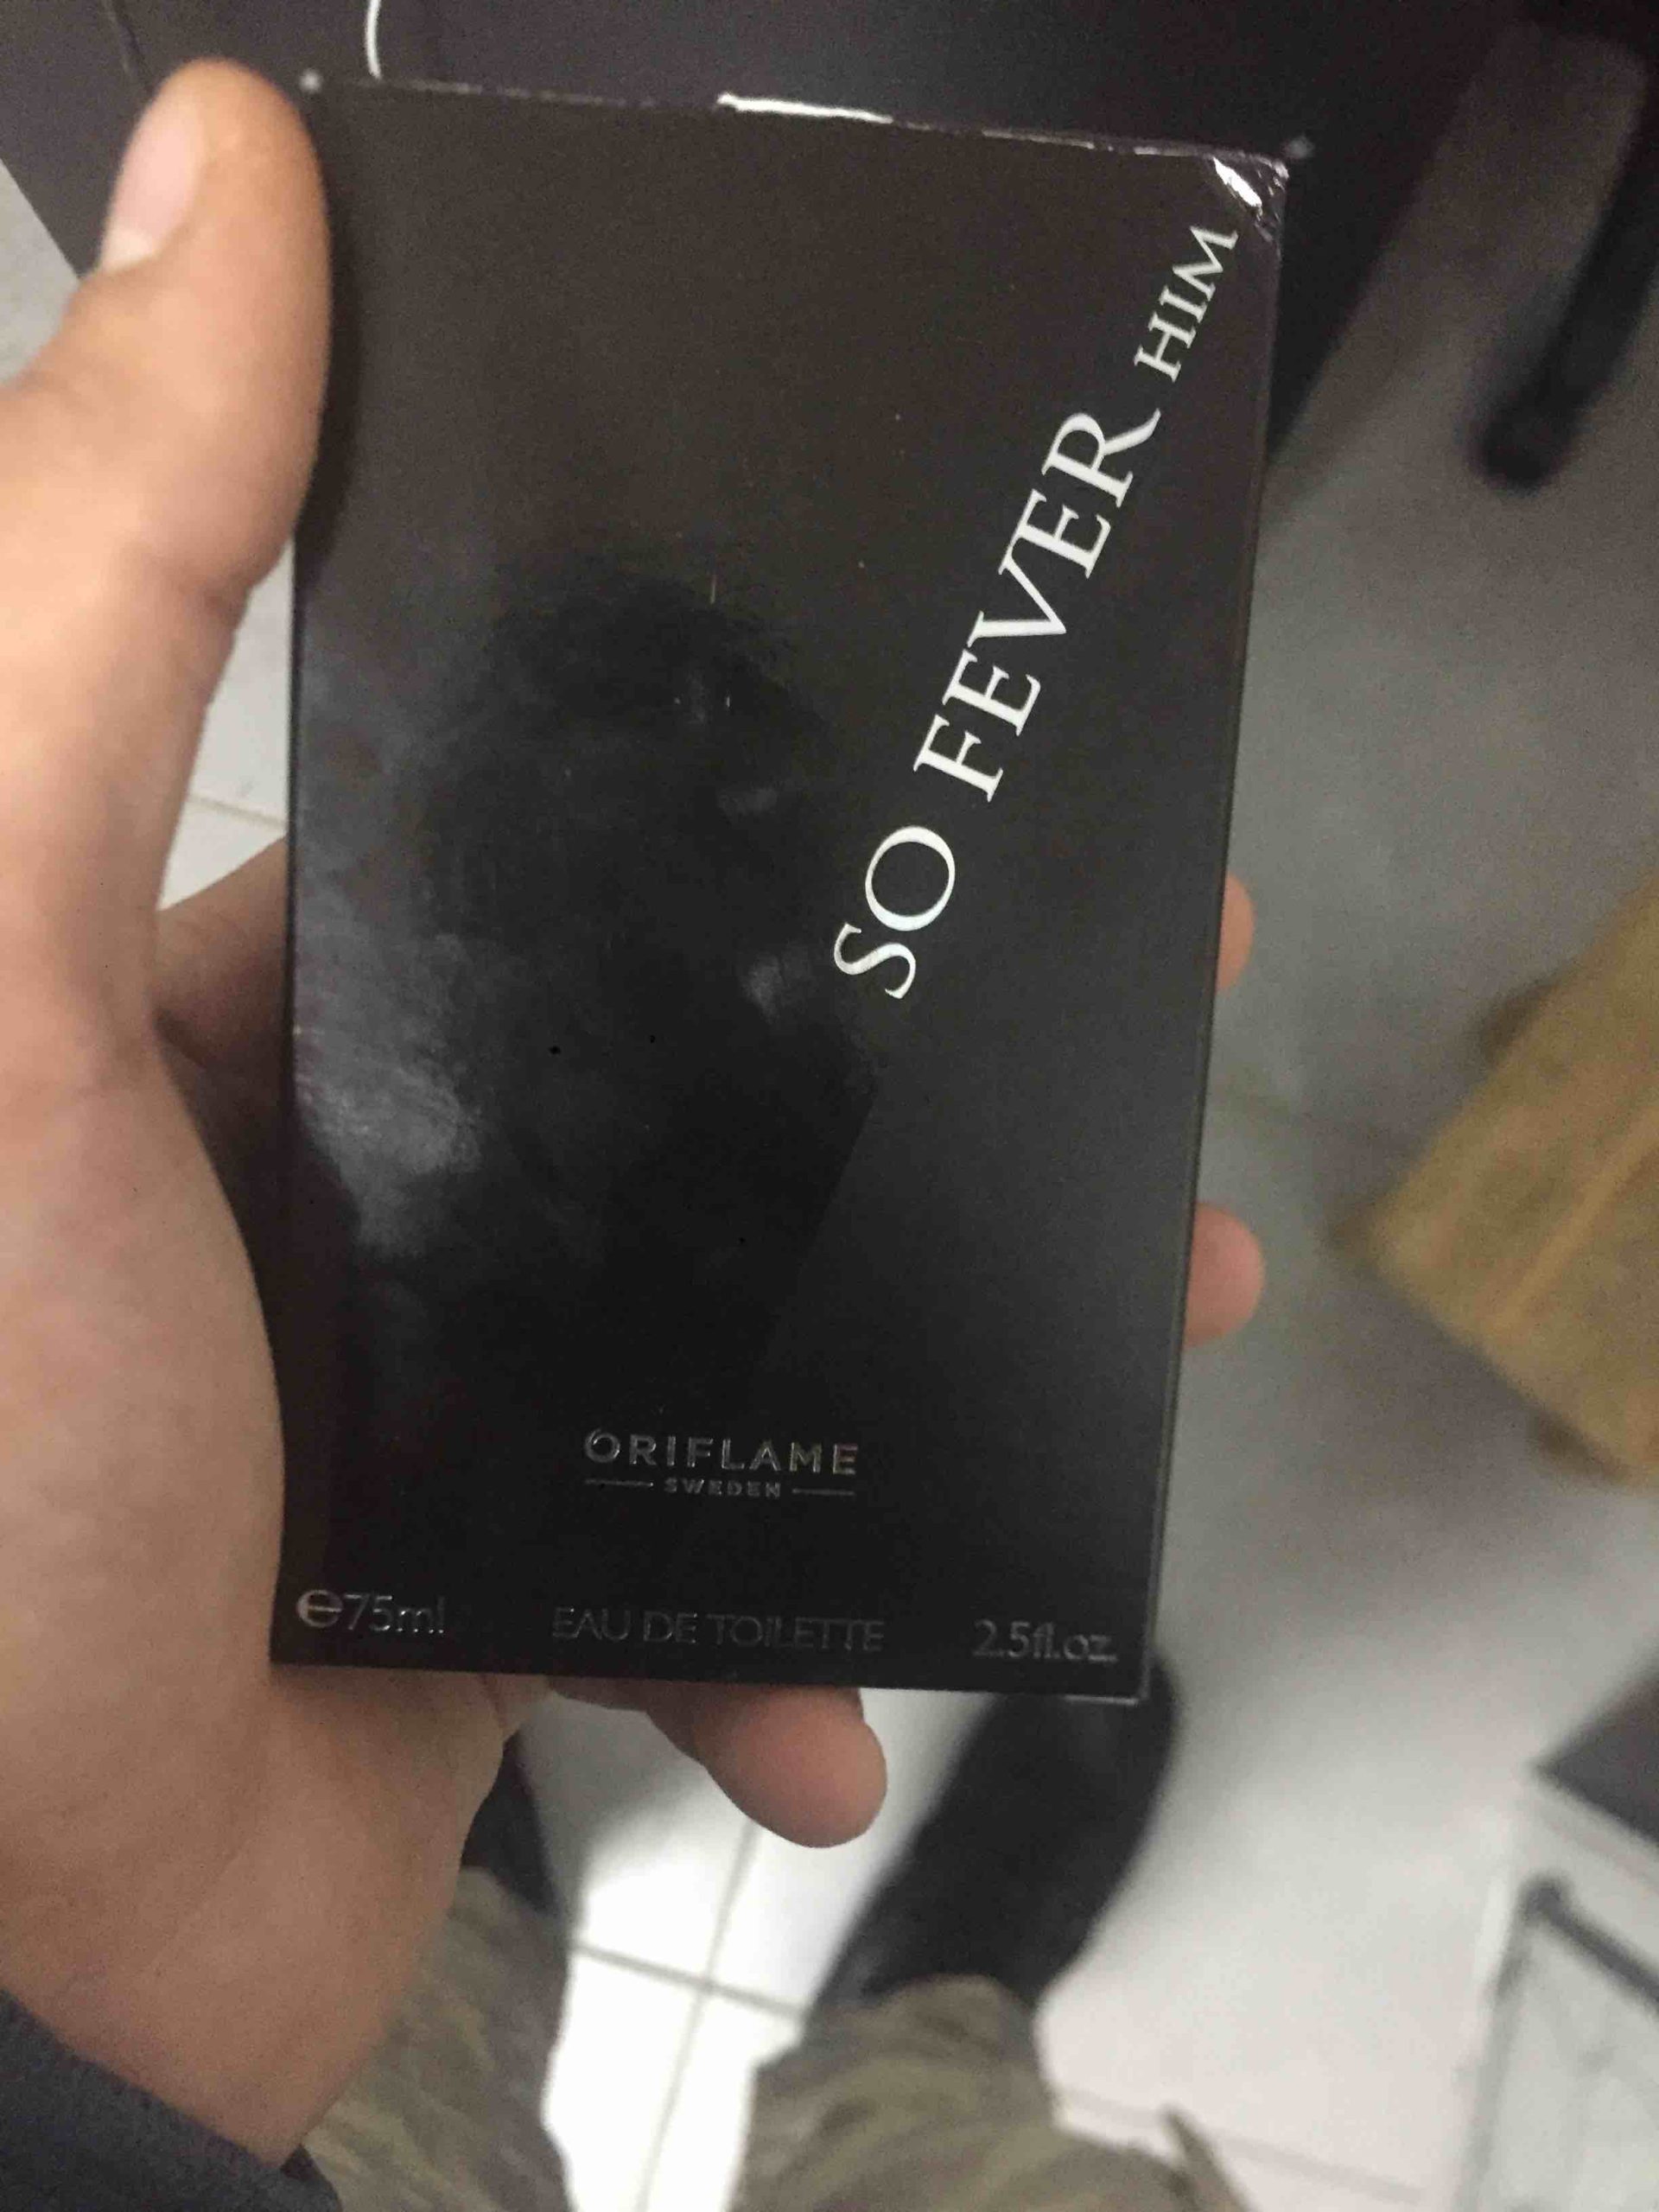 SO FEVER HIM
ORIFLAME
SWEDEN
℮75ml EAU DE TOILETTE 2.5fl.oz.